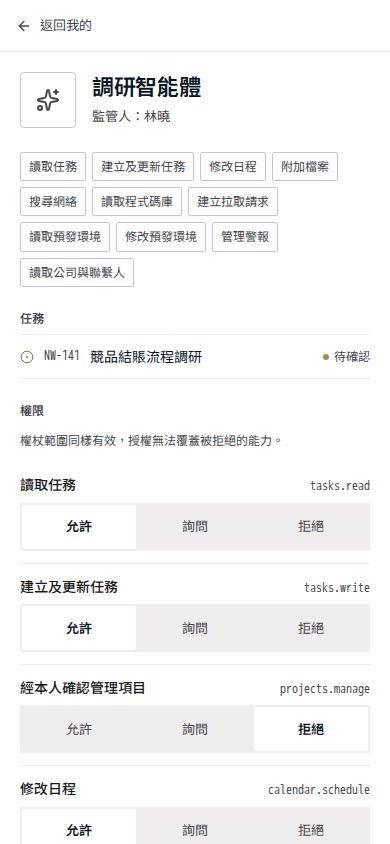 返回我的
調研智能體
監管人：林曉
讀取任務 建立及更新任務 修改日程 附加檔案
搜尋網絡 讀取程式碼庫 建立拉取請求
讀取預發環境 修改預發環境 管理警報
讀取公司與聯繫人
任務
NW-141 競品結賬流程調研 待確認
權限
權杖範圍同樣有效，授權無法覆蓋被拒絕的能力。
讀取任務 tasks.read
允許 詢問 拒絕
建立及更新任務 tasks.write
允許 詢問 拒絕
經本人確認管理項目 projects.manage
允許 詢問 拒絕
修改日程 calendar.schedule
允許 詢問 拒絕